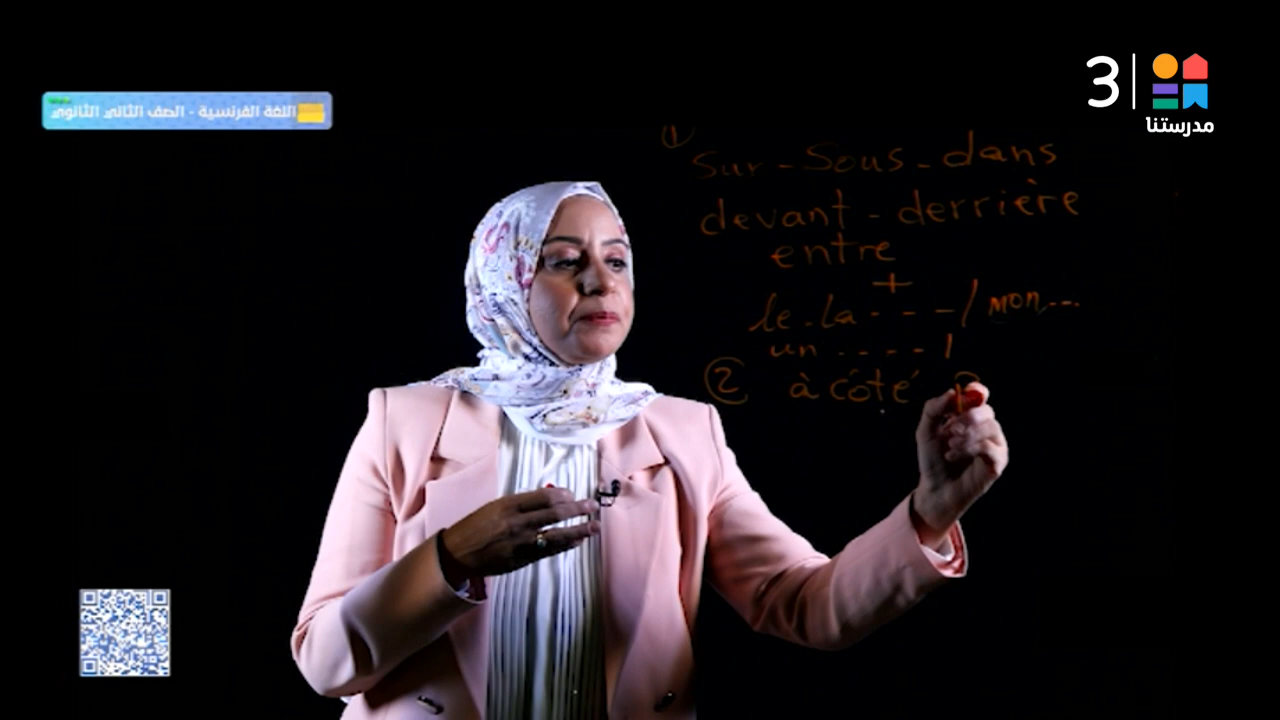 3
مدرستنا
اللغة الفرنسية - الصف الثاني الثانوي
1
Sur - Sous - dans
devant - derrière
entre
+
le - la - - - / mon...
un - - - - /
2 à côté